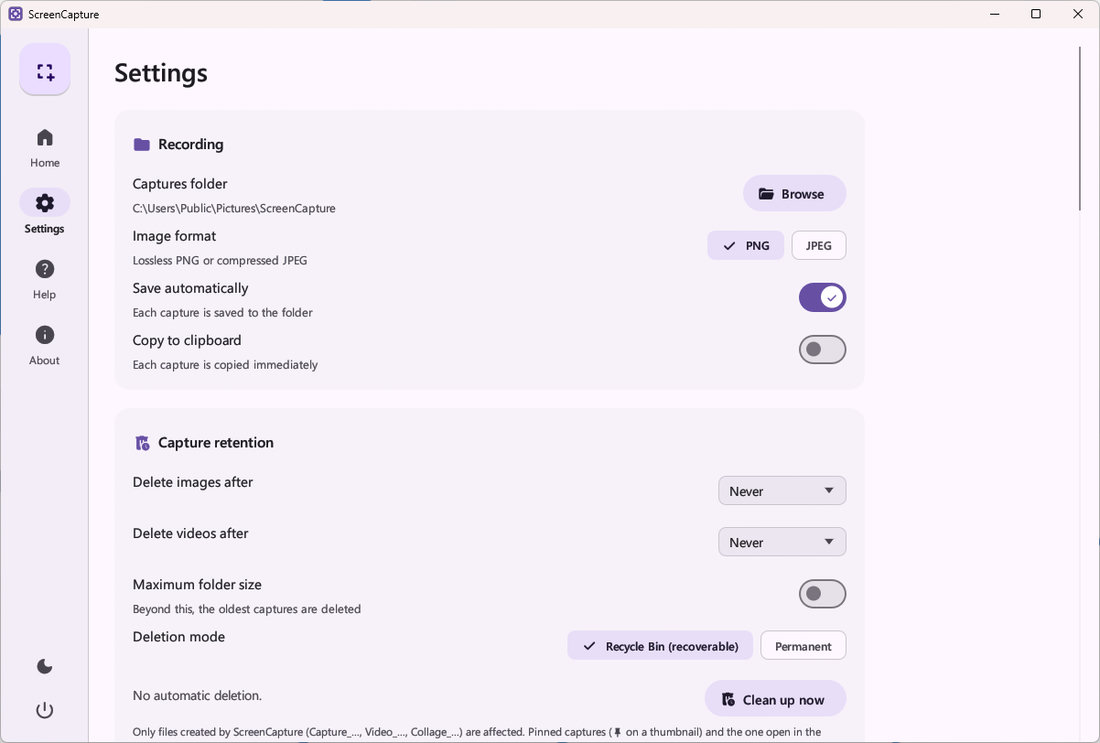 ScreenCapture
Settings
Recording
Captures folder
C:\Users\Public\Pictures\ScreenCapture
Browse
Image format
Lossless PNG or compressed JPEG
PNG
JPEG
Save automatically
Each capture is saved to the folder
Copy to clipboard
Each capture is copied immediately
Capture retention
Delete images after
Never
Delete videos after
Never
Maximum folder size
Beyond this, the oldest captures are deleted
Deletion mode
Recycle Bin (recoverable)
Permanent
No automatic deletion.
Clean up now
Only files created by ScreenCapture (Capture_..., Video_..., Collage_...) are affected. Pinned captures ( on a thumbnail) and the one open in the
Home
Settings
Help
About